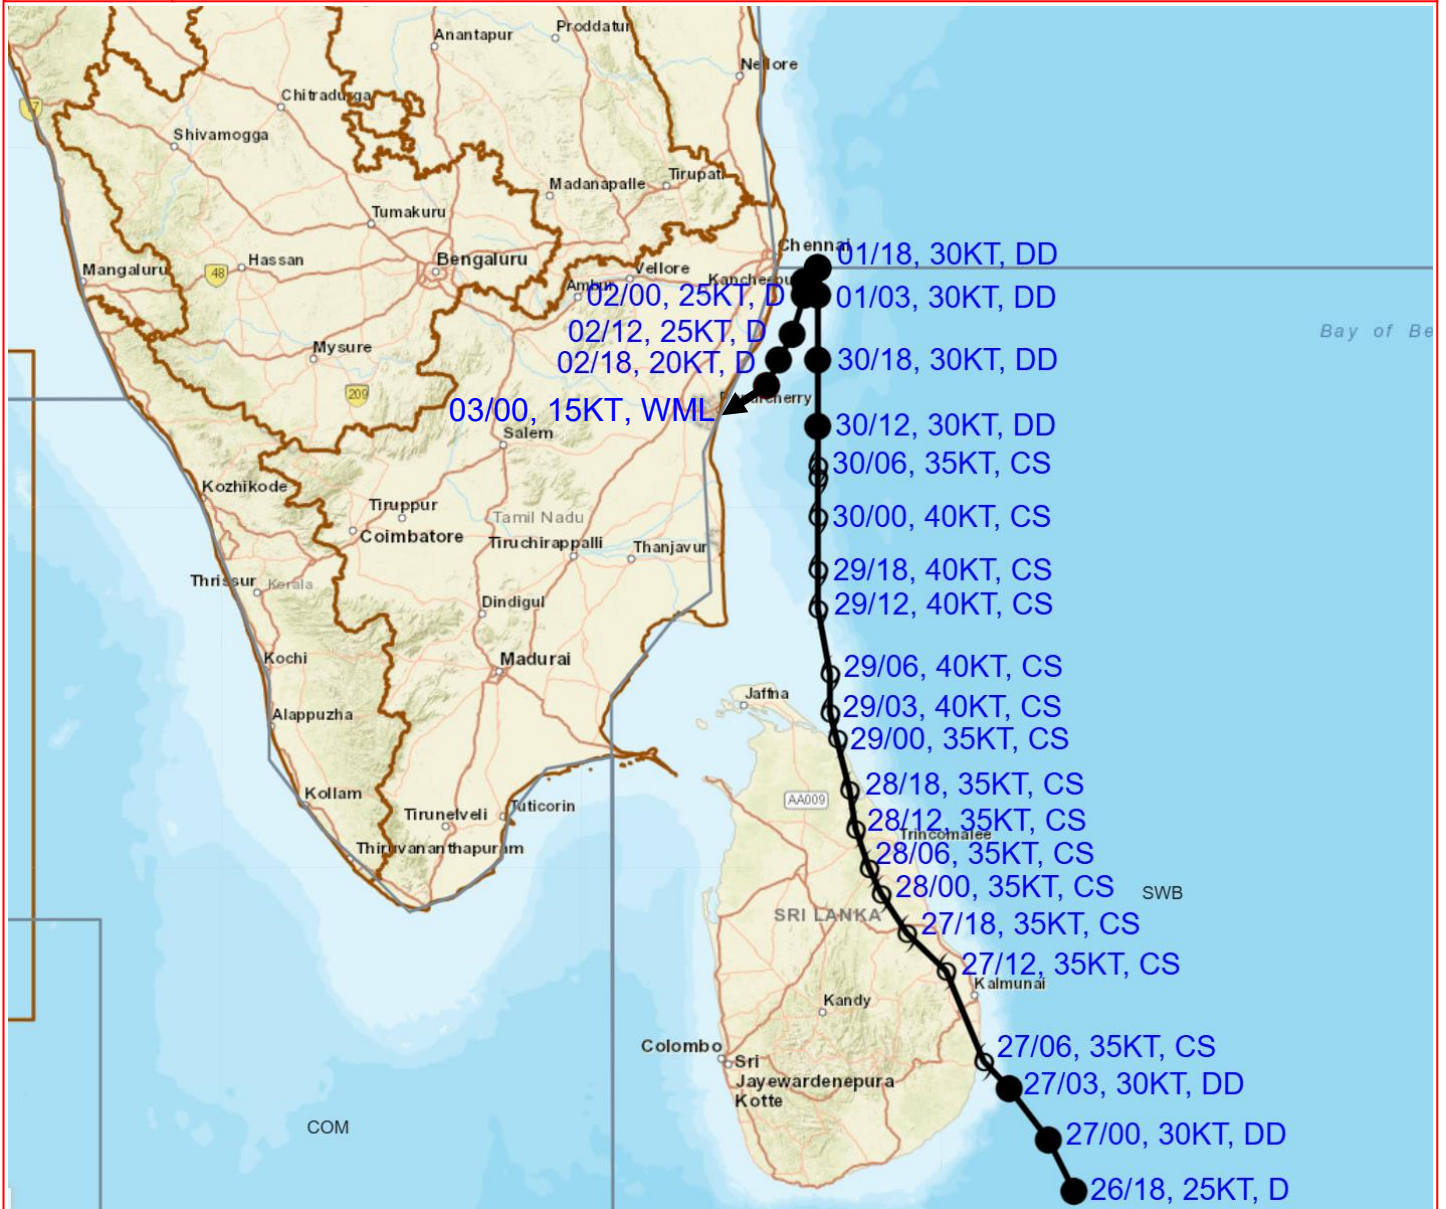 Anantapur
Proddatur
Nellore
Chitradurga
Shivamogga
Madanapalle
Tirupati
Tumakuru
Chennai
01/18, 30KT, DD
Hassan
Bengaluru
Vellore
Mangaluru
48
Ambur
02/00, 25KT, D
01/03, 30KT, DD
02/12, 25KT, D
Bay of Be
Mysure
02/18, 20KT, D
30/18, 30KT, DD
209
03/00, 15KT, WML
30/12, 30KT, DD
Salem
30/06, 35KT, CS
Kozhikode
Tiruppur
Tamil Nadu
30/00, 40KT, CS
Coimbatore
Tiruchirappalli
Thanjavur
29/18, 40KT, CS
Thrissur
Kerala
Dindigul
29/12, 40KT, CS
Kochi
Madurai
29/06, 40KT, CS
Jaffna
29/03, 40KT, CS
Alappuzha
29/00, 35KT, CS
28/18, 35KT, CS
Kollam
AA009
Tirunelveli
Tuticorin
28/12, 35KT, CS
Trincomalee
Thiruvananthapuram
28/06, 35KT, CS
28/00, 35KT, CS
SWB
SRI LANKA
27/18, 35KT, CS
27/12, 35KT, CS
Kalmunai
Kandy
Colombo
27/06, 35KT, CS
Sri
Jayewardenepura
Kotte
27/03, 30KT, DD
COM
27/00, 30KT, DD
26/18, 25KT, D